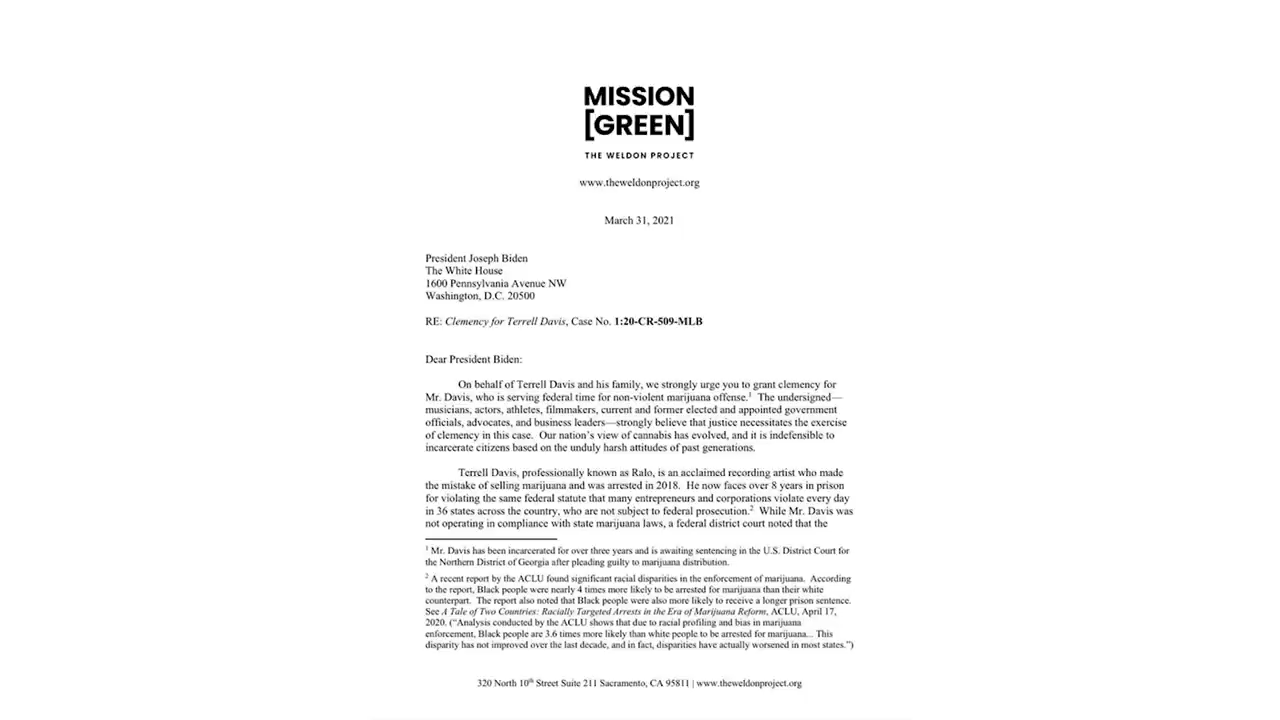 MISSION
[GREEN]
THE WELDON PROJECT
www.theweldonproject.org
March 31, 2021
President Joseph Biden
The White House
1600 Pennsylvania Avenue NW
Washington, D.C. 20500
RE: Clemency for Terrell Davis, Case No. 1:20-CR-509-MLB
Dear President Biden:
On behalf of Terrell Davis and his family, we strongly urge you to grant clemency for
Mr. Davis, who is serving federal time for non-violent marijuana offense.1 The undersigned—
musicians, actors, athletes, filmmakers, current and former elected and appointed government
officials, advocates, and business leaders—strongly believe that justice necessitates the exercise
of clemency in this case. Our nation's view of cannabis has evolved, and it is indefensible to
incarcerate citizens based on the unduly harsh attitudes of past generations.
Terrell Davis, professionally known as Ralo, is an acclaimed recording artist who made
the mistake of selling marijuana and was arrested in 2018. He now faces over 8 years in prison
for violating the same federal statute that many entrepreneurs and corporations violate every day
in 36 states across the country, who are not subject to federal prosecution.2 While Mr. Davis was
not operating in compliance with state marijuana laws, a federal district court noted that the
1 Mr. Davis has been incarcerated for over three years and is awaiting sentencing in the U.S. District Court for
the Northern District of Georgia after pleading guilty to marijuana distribution.
2 A recent report by the ACLU found significant racial disparities in the enforcement of marijuana. According
to the report, Black people were nearly 4 times more likely to be arrested for marijuana than their white
counterpart. The report also noted that Black people were also more likely to receive a longer prison sentence.
See A Tale of Two Countries: Racially Targeted Arrests in the Era of Marijuana Reform, ACLU, April 17,
2020. ("Analysis conducted by the ACLU shows that due to racial profiling and bias in marijuana
enforcement, Black people are 3.6 times more likely than white people to be arrested for marijuana... This
disparity has not improved over the last decade, and in fact, disparities have actually worsened in most states.")
320 North 10th Street Suite 211 Sacramento, CA 95811 | www.theweldonproject.org